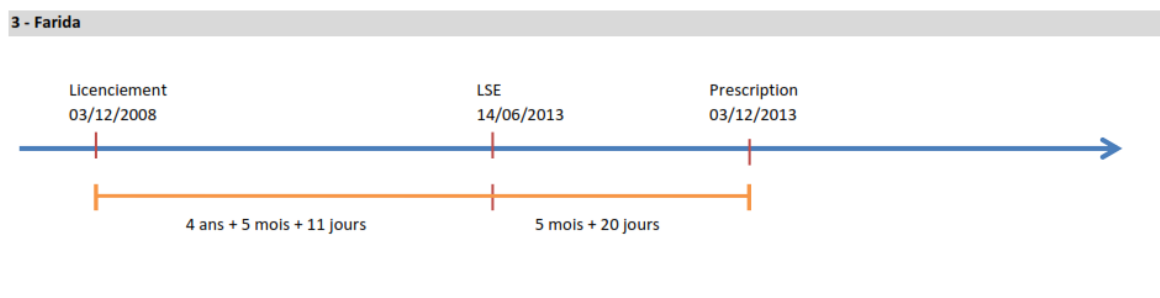 3 - Farida
Licenciement
03/12/2008
LSE
14/06/2013
Prescription
03/12/2013
4 ans + 5 mois + 11 jours
5 mois + 20 jours